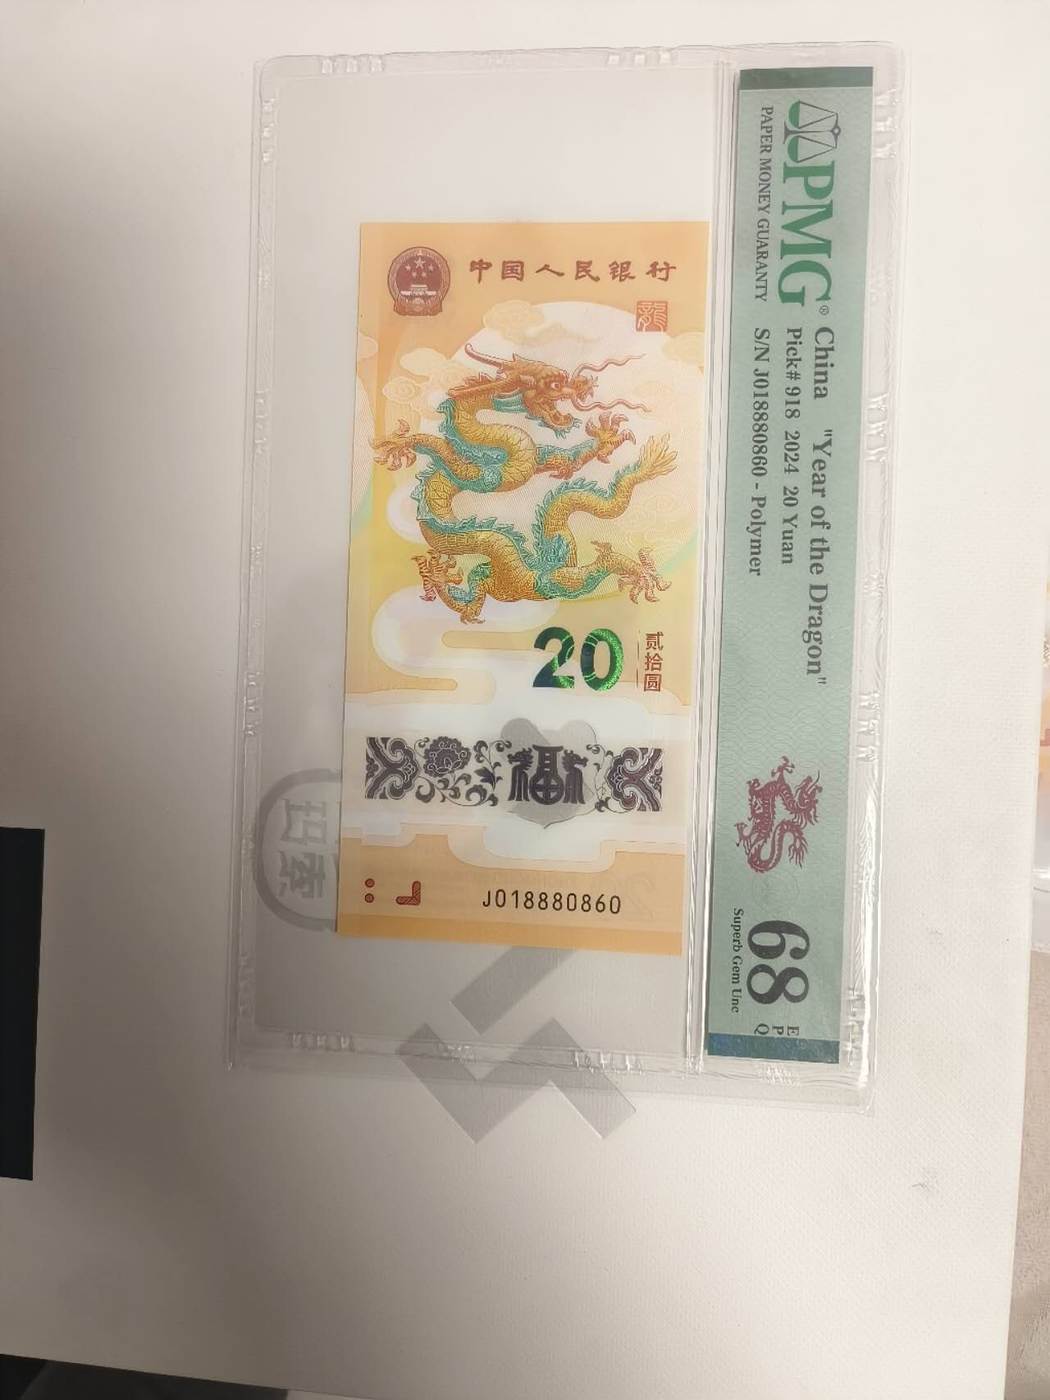 中国人民银行
龍
20
贰拾圆
福
J018880860
PMG®
PAPER MONEY GUARANTY
China "Year of the Dragon"
Pick# 918 2024 20 Yuan
S/N J018880860 - Polymer
68
EPQ
Superb Gem Unc